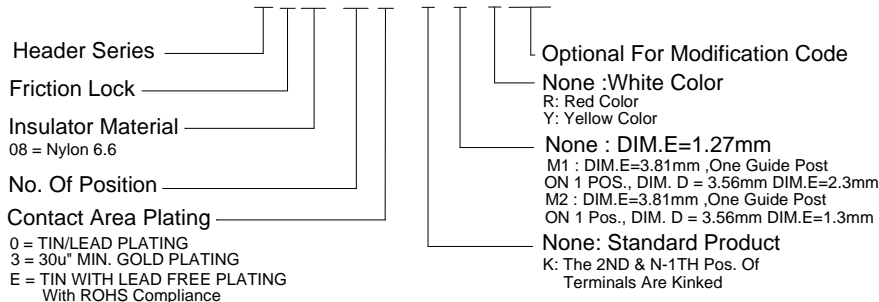 Header Series
Friction Lock
Insulator Material
08 = Nylon 6.6
No. Of Position
Contact Area Plating
0 = TIN/LEAD PLATING
3 = 30u" MIN. GOLD PLATING
E = TIN WITH LEAD FREE PLATING
With ROHS Compliance
Optional For Modification Code
None :White Color
R: Red Color
Y: Yellow Color
None : DIM.E=1.27mm
M1 : DIM.E=3.81mm ,One Guide Post
ON 1 POS., DIM. D = 3.56mm DIM.E=2.3mm
M2 : DIM.E=3.81mm ,One Guide Post
ON 1 Pos., DIM. D = 3.56mm DIM.E=1.3mm
None: Standard Product
K: The 2ND & N-1TH Pos. Of
Terminals Are Kinked